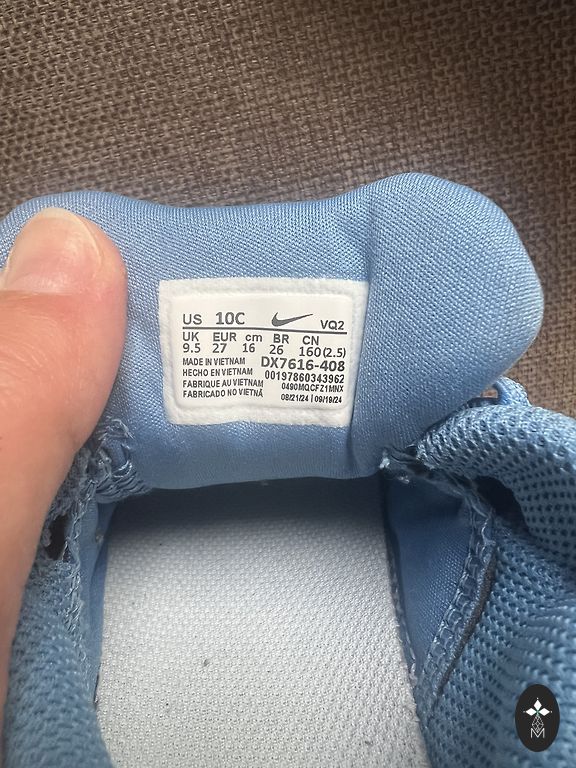 US 10C VQ2
UK EUR cm BR CN
9.5 27 16 26 160(2.5)
MADE IN VIETNAM DX7616-408
HECHO EN VIETNAM 00197860343962
FABRIQUE AU VIETNAM 0490MQCFZ1MNX
FABRICADO NO VIETNÃ 08/21/24 | 09/19/24
M